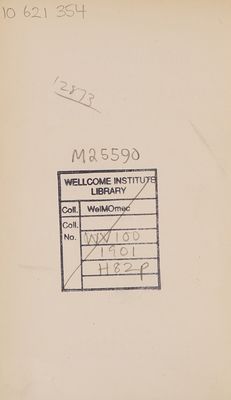 10 621 354
12873
M25590
WELLCOME INSTITUTE
LIBRARY
Coll. WelMOmec
Coll.
No. WX100
1901
H82p